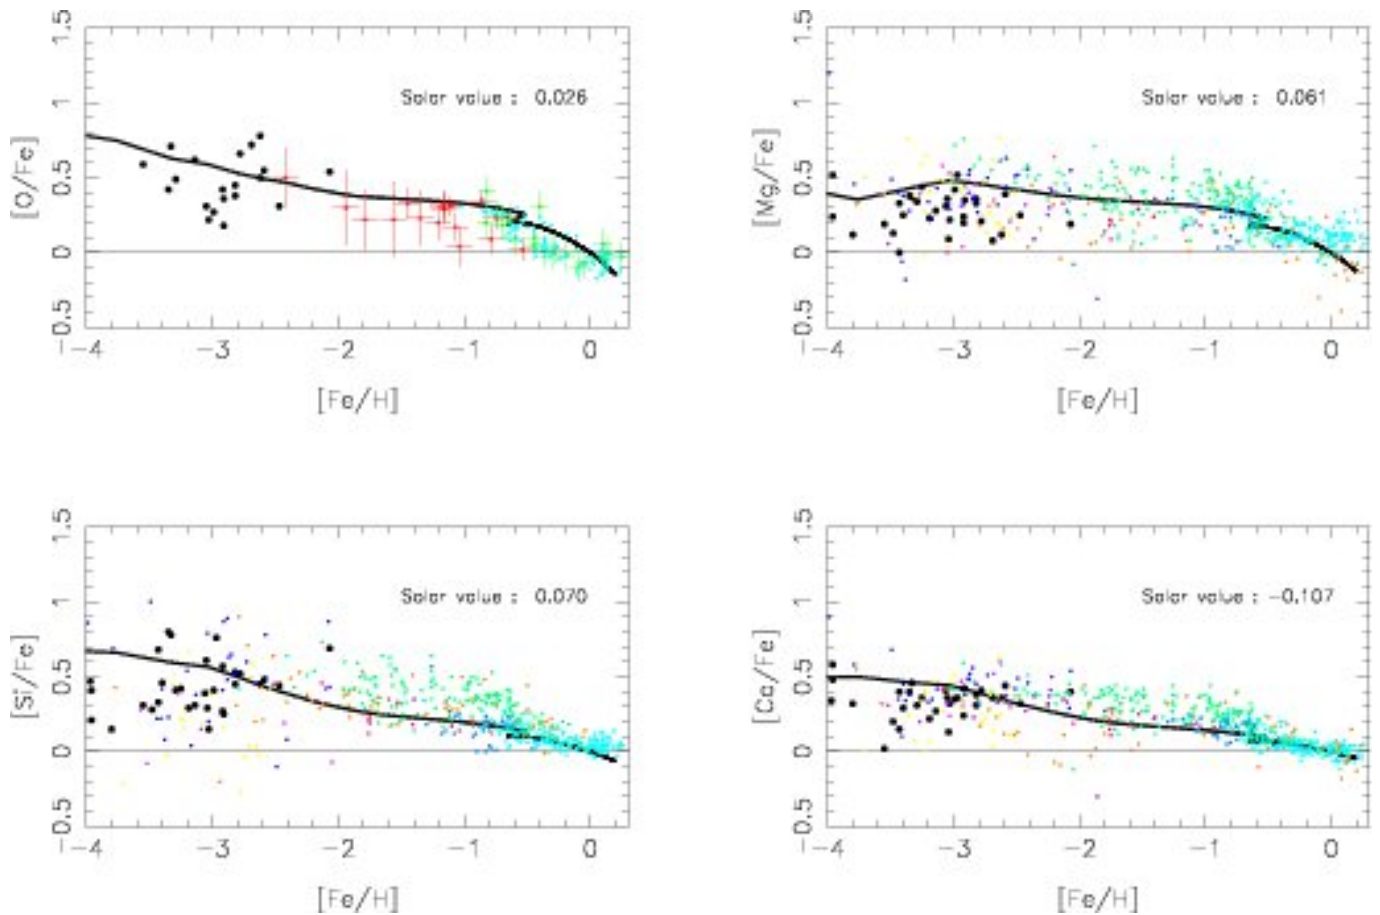 1.5 1.5
1 Solar value : 0.026 1 Solar value : 0.061
[O/Fe] [Mg/Fe]
0.5 0.5
0 0
0.5 0.5
-4 -3 -2 -1 0 -4 -3 -2 -1 0
[Fe/H] [Fe/H]
1.5 1.5
1 Solar value : 0.070 1 Solar value : -0.107
[Si/Fe] [Ca/Fe]
0.5 0.5
0 0
0.5 0.5
-4 -3 -2 -1 0 -4 -3 -2 -1 0
[Fe/H] [Fe/H]